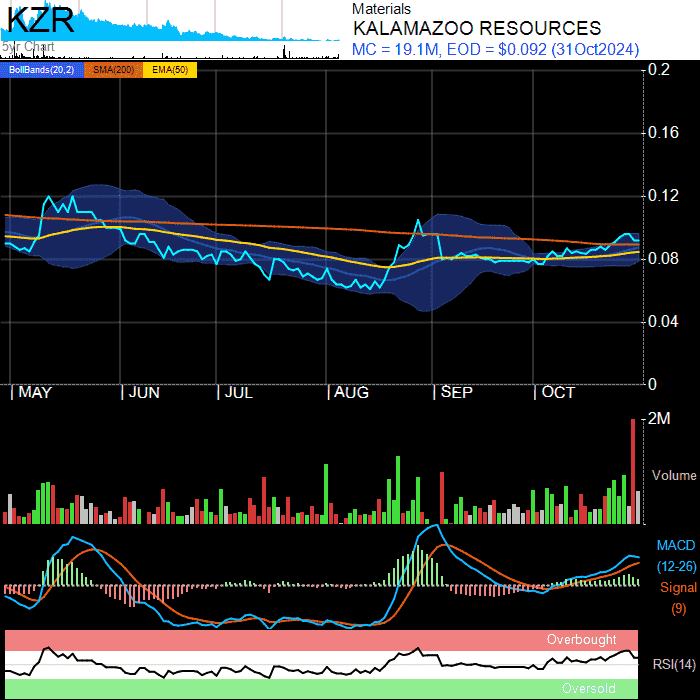 KZR
5yr Chart
Materials
KALAMAZOO RESOURCES
MC = 19.1M, EOD = $0.092 (31Oct2024)
BollBands(20,2) SMA(200) EMA(50)
0.2
0.16
0.12
0.08
0.04
0
MAY JUN JUL AUG SEP OCT
2M
Volume
MACD
(12-26)
Signal
(9)
Overbought
RSI(14)
Oversold